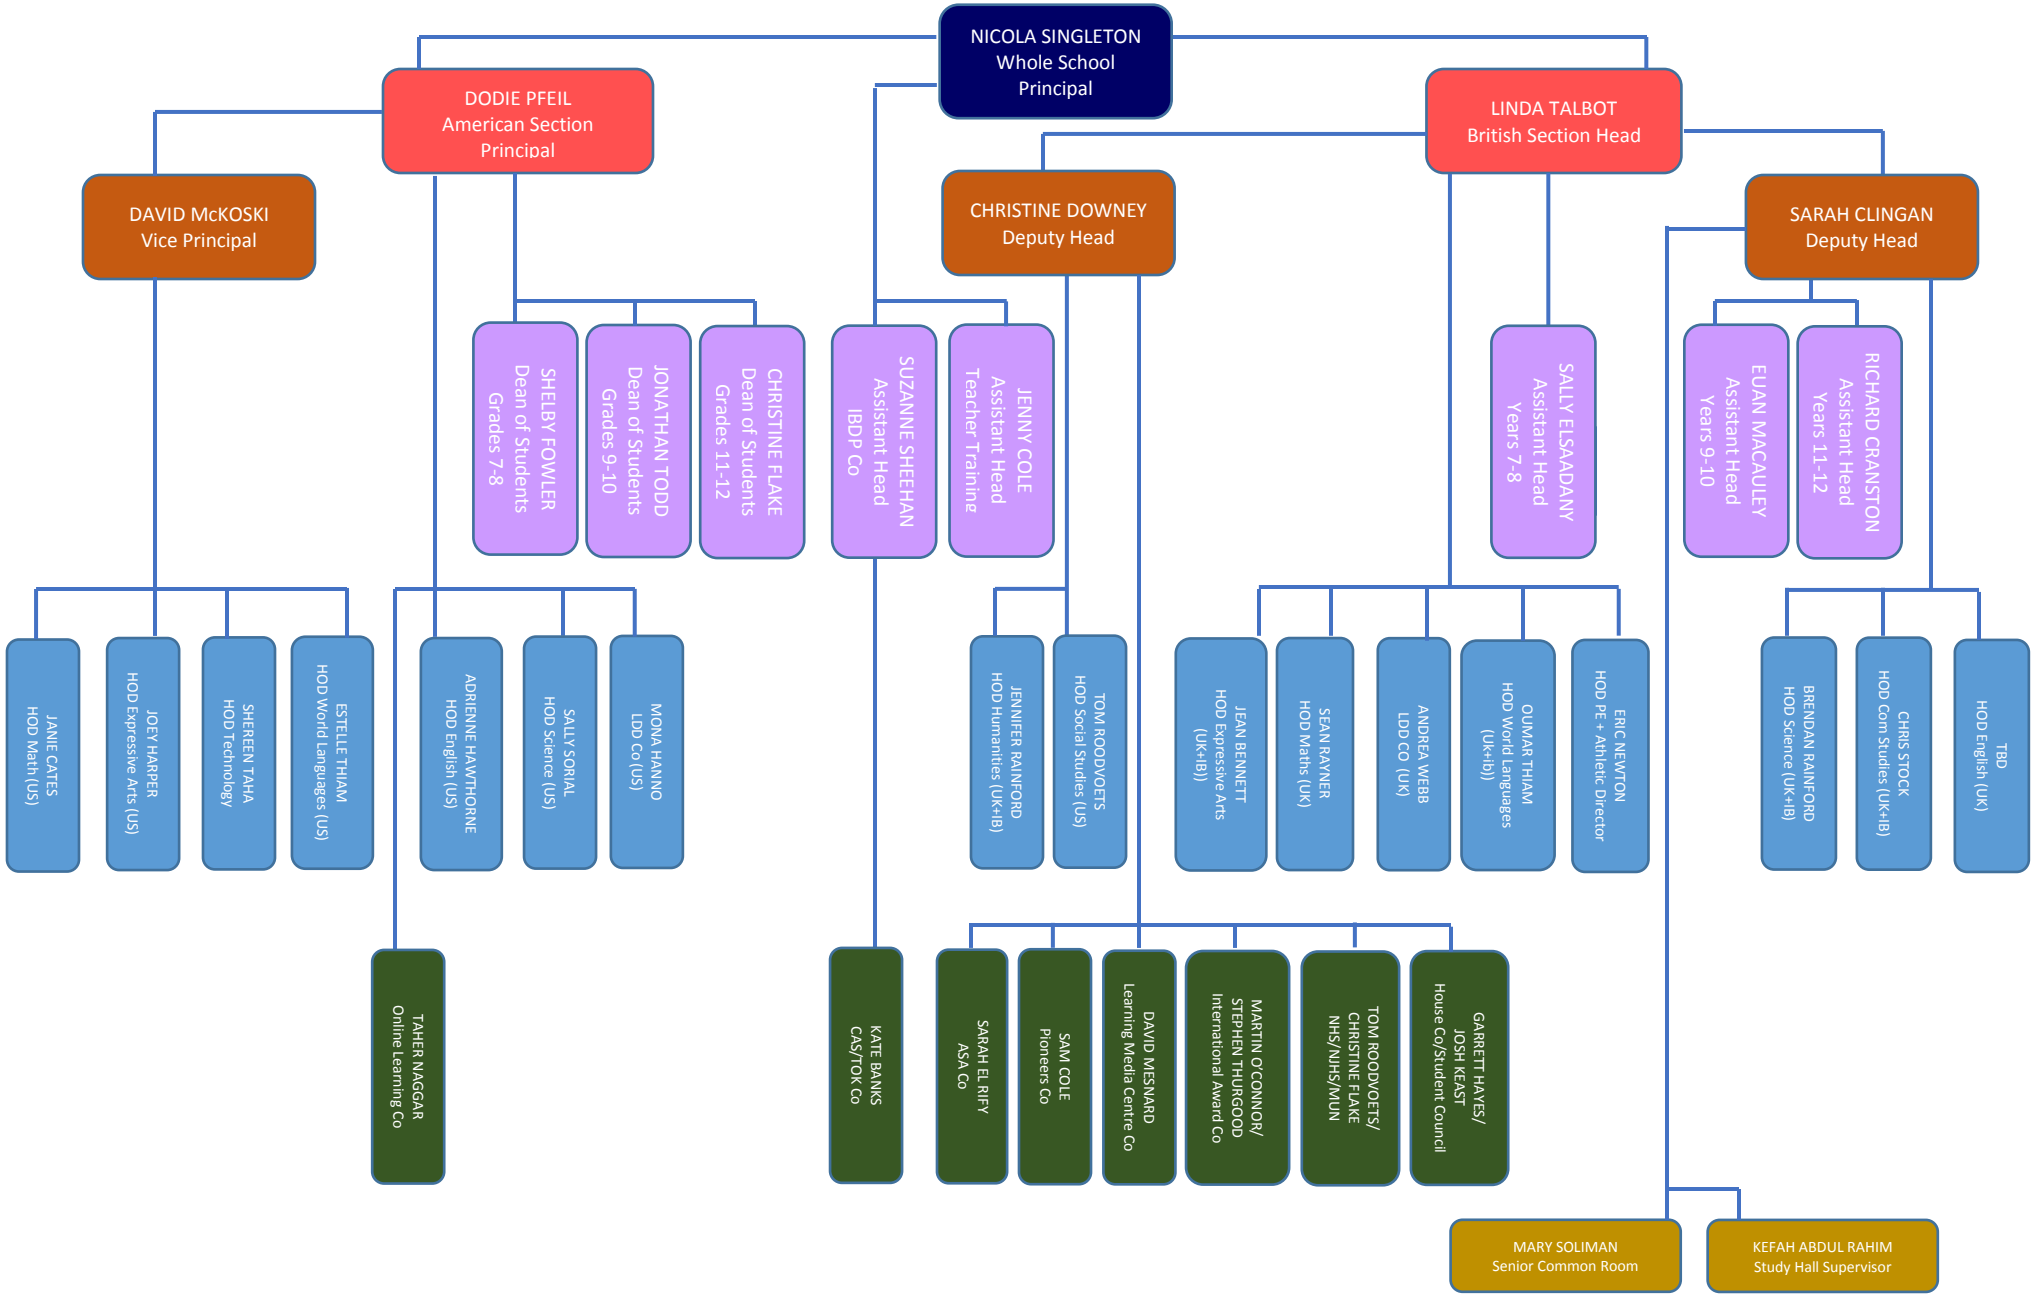 NICOLA SINGLETON
Whole School
Principal
DODIE PFEIL
American Section
Principal
LINDA TALBOT
British Section Head
DAVID McKOSKI
Vice Principal
CHRISTINE DOWNEY
Deputy Head
SARAH CLINGAN
Deputy Head
SHELBY FOWLER
Dean of Students
Grades 7-8
JONATHAN TODD
Dean of Students
Grades 9-10
CHRISTINE FLAKE
Dean of Students
Grades 11-12
SUZANNE SHEEHAN
Assistant Head
IBDP Co
JENNY COLE
Assistant Head
Teacher Training
SALLY ELSAADANY
Assistant Head
Years 7-8
EUAN MACAULEY
Assistant Head
Years 9-10
RICHARD CRANSTON
Assistant Head
Years 11-12
JANIE CATES
HOD Math (US)
JOEY HARPER
HOD Expressive Arts (US)
SHEREEN TAHA
HOD Technology
ESTELLE THIAM
HOD World Languages (US)
ADRIENNE HAWTHORNE
HOD English (US)
SALLY SORIAL
HOD Science (US)
MONA HANNO
LDD Co (US)
JENNIFER RAINFORD
HOD Humanities (UK+IB)
TOM ROODVOETS
HOD Social Studies (US)
JEAN BENNETT
HOD Expressive Arts
(UK+IB))
SEAN RAYNER
HOD Maths (UK)
ANDREA WEBB
LDD CO (UK)
OUMAR THIAM
HOD World Languages
(Uk+ib))
ERIC NEWTON
HOD PE + Athletic Director
BRENDAN RAINFORD
HOD Science (UK+IB)
CHRIS STOCK
HOD Com Studies (UK+IB)
TBD
HOD English (UK)
TAHER NAGGAR
Online Learning Co
KATE BANKS
CAS/TOK Co
SARAH EL RIFY
ASA Co
SAM COLE
Pioneers Co
DAVID MESNARD
Learning Media Centre Co
MARTIN O'CONNOR/
STEPHEN THURGOOD
International Award Co
TOM ROODVOETS/
CHRISTINE FLAKE
NHS/NJHS/MUN
GARRETT HAYES/
JOSH KEAST
House Co/Student Council
MARY SOLIMAN
Senior Common Room
KEFAH ABDUL RAHIM
Study Hall Supervisor